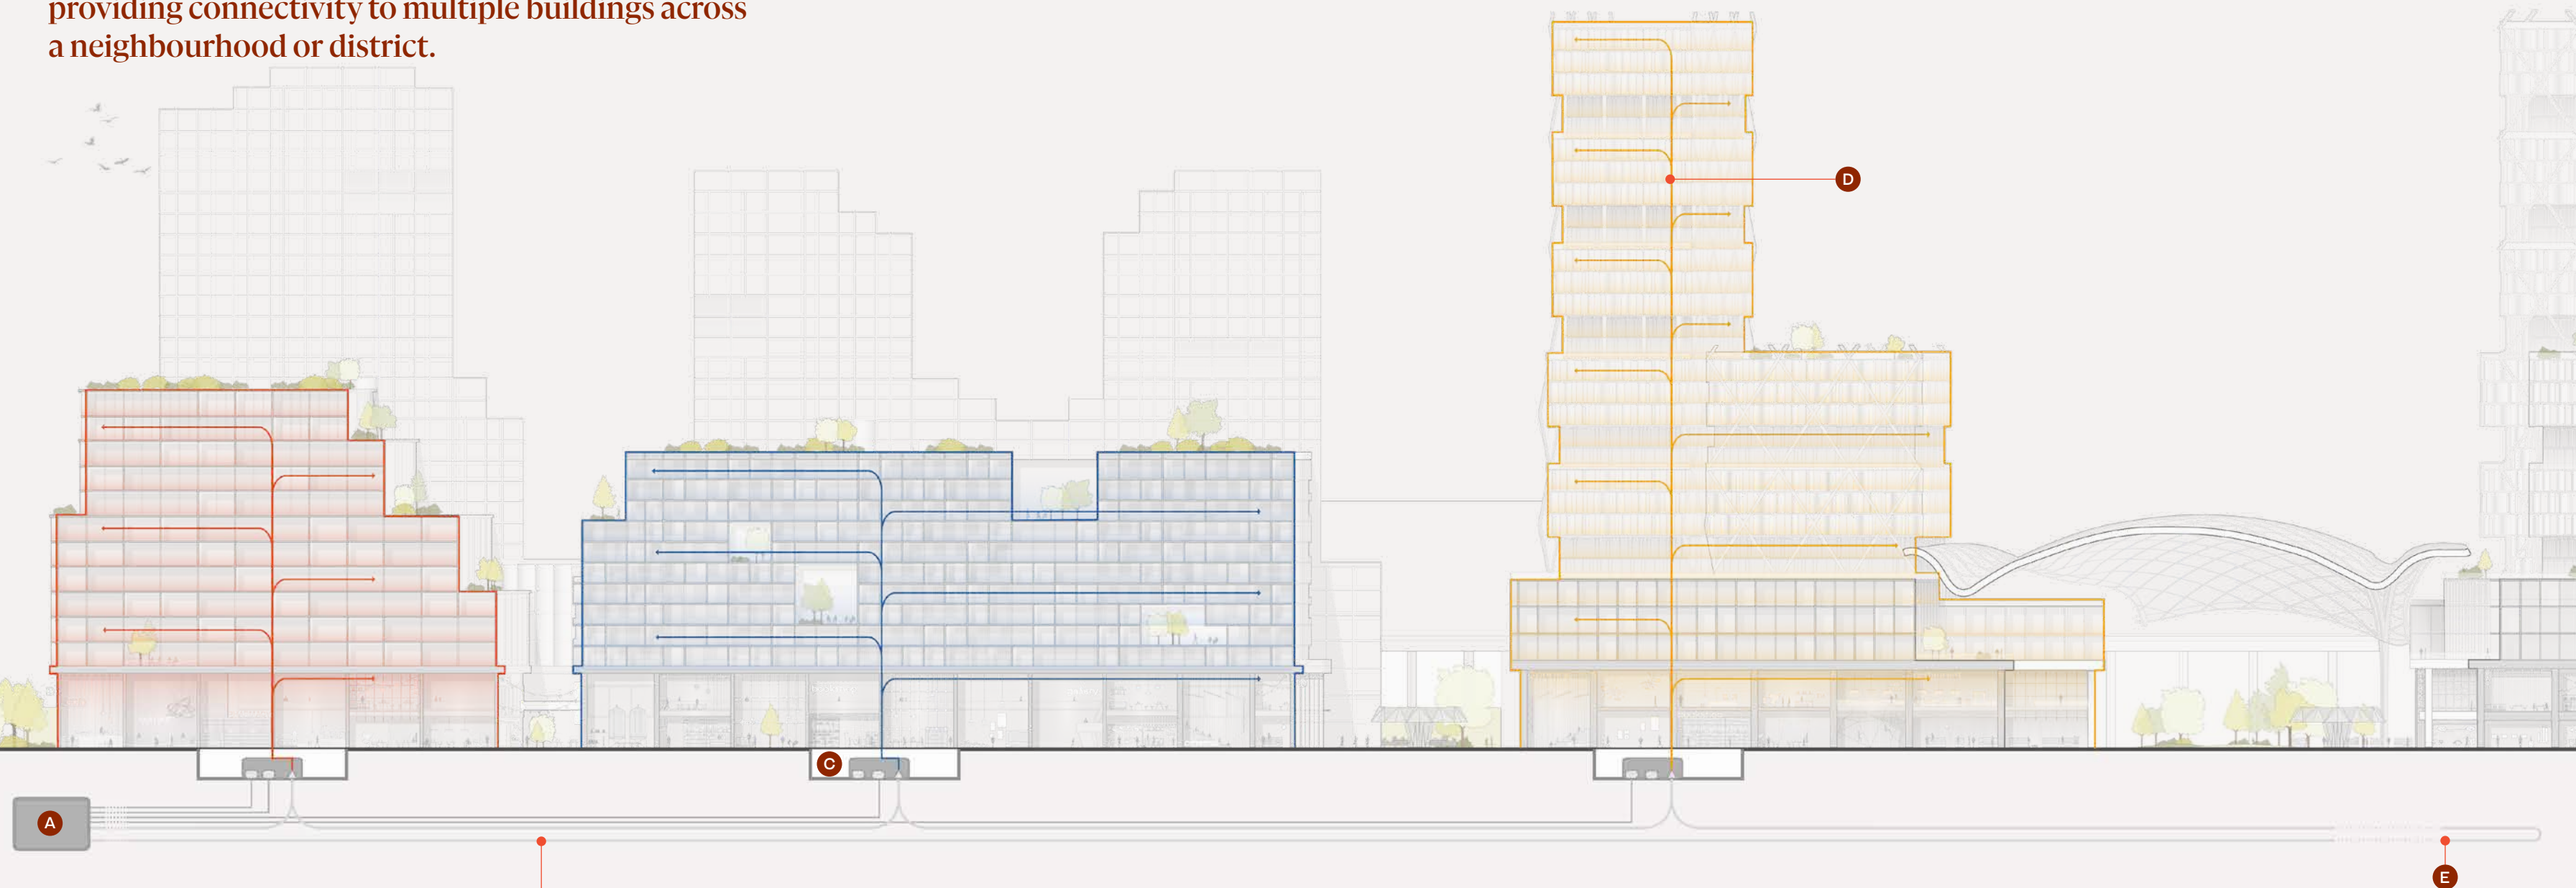 providing connectivity to multiple buildings across
a neighbourhood or district.
D
C
A
E